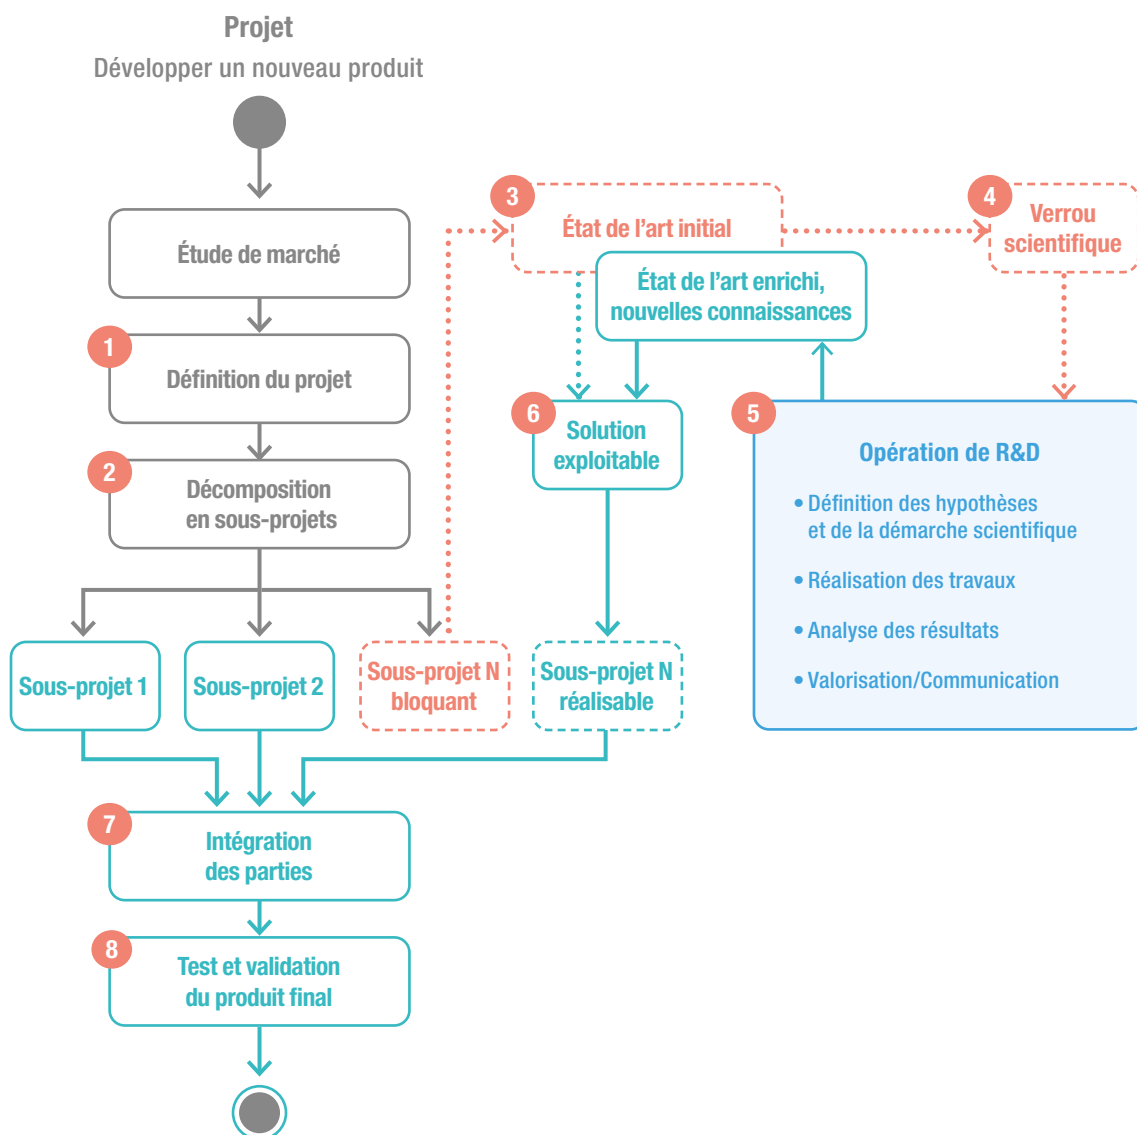 Projet
Développer un nouveau produit
Étude de marché
1
Définition du projet
2
Décomposition
en sous-projets
Sous-projet 1
Sous-projet 2
Sous-projet N
bloquant
3
État de l’art initial
4
Verrou
scientifique
État de l’art enrichi,
nouvelles connaissances
5
Opération de R&D
• Définition des hypothèses
et de la démarche scientifique
• Réalisation des travaux
• Analyse des résultats
• Valorisation/Communication
6
Solution
exploitable
Sous-projet N
réalisable
7
Intégration
des parties
8
Test et validation
du produit final